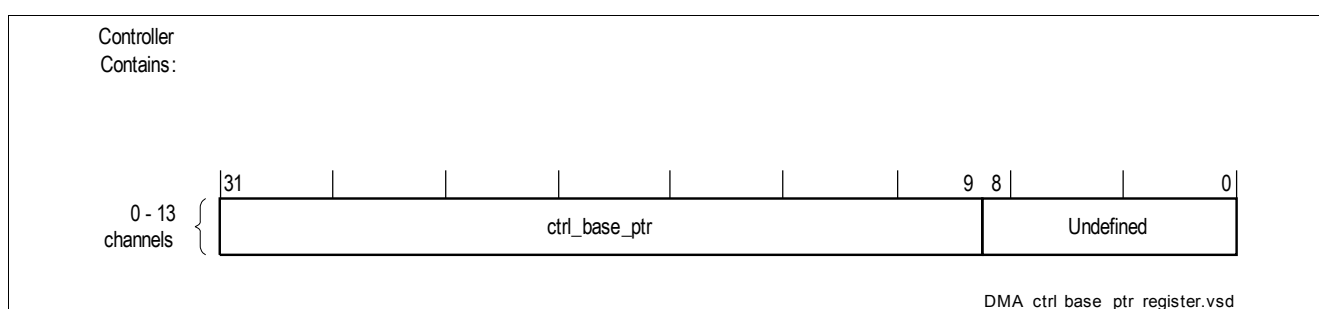 Controller
Contains:
31 9 8 0
0 - 13
channels
ctrl_base_ptr Undefined
DMA ctrl base ptr register.vsd